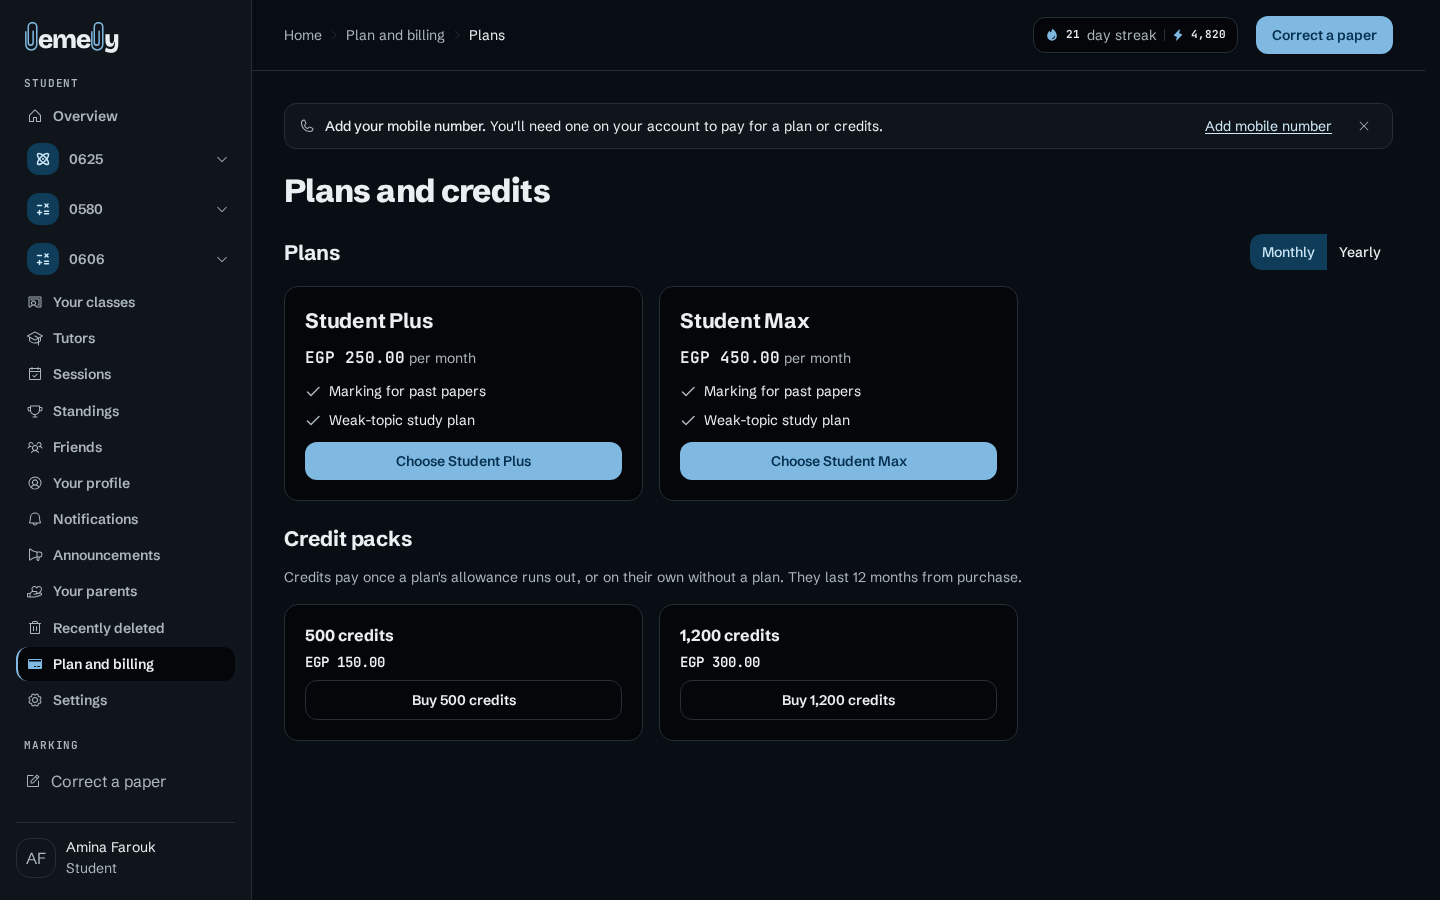 lemelly
STUDENT
Overview
0625
0580
0606
Your classes
Tutors
Sessions
Standings
Friends
Your profile
Notifications
Announcements
Your parents
Recently deleted
Plan and billing
Settings
MARKING
Correct a paper
AF
Amina Farouk
Student
Home Plan and billing Plans
21 day streak 4,820
Correct a paper
Add your mobile number. You'll need one on your account to pay for a plan or credits.
Add mobile number
Plans and credits
Plans
Monthly Yearly
Student Plus
EGP 250.00 per month
Marking for past papers
Weak-topic study plan
Choose Student Plus
Student Max
EGP 450.00 per month
Marking for past papers
Weak-topic study plan
Choose Student Max
Credit packs
Credits pay once a plan's allowance runs out, or on their own without a plan. They last 12 months from purchase.
500 credits
EGP 150.00
Buy 500 credits
1,200 credits
EGP 300.00
Buy 1,200 credits